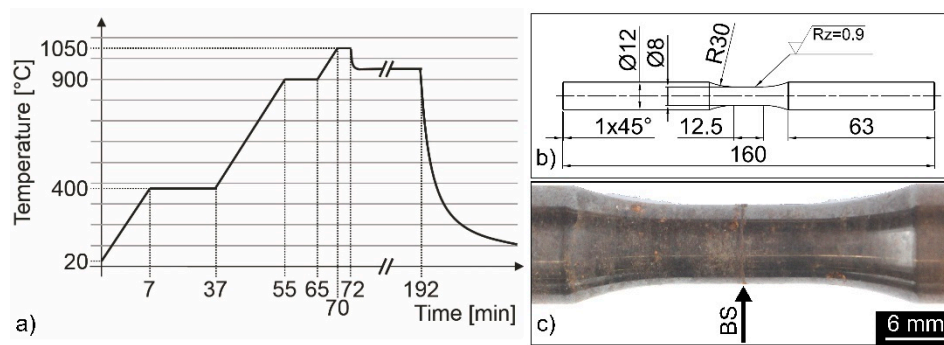 Temperature [°C]
1050
900
400
20
7
37
55
65
70
72
192
Time [min]
a)
Ø12
Ø8
R30
Rz=0.9
1x45°
12.5
63
160
b)
BS
6 mm
c)